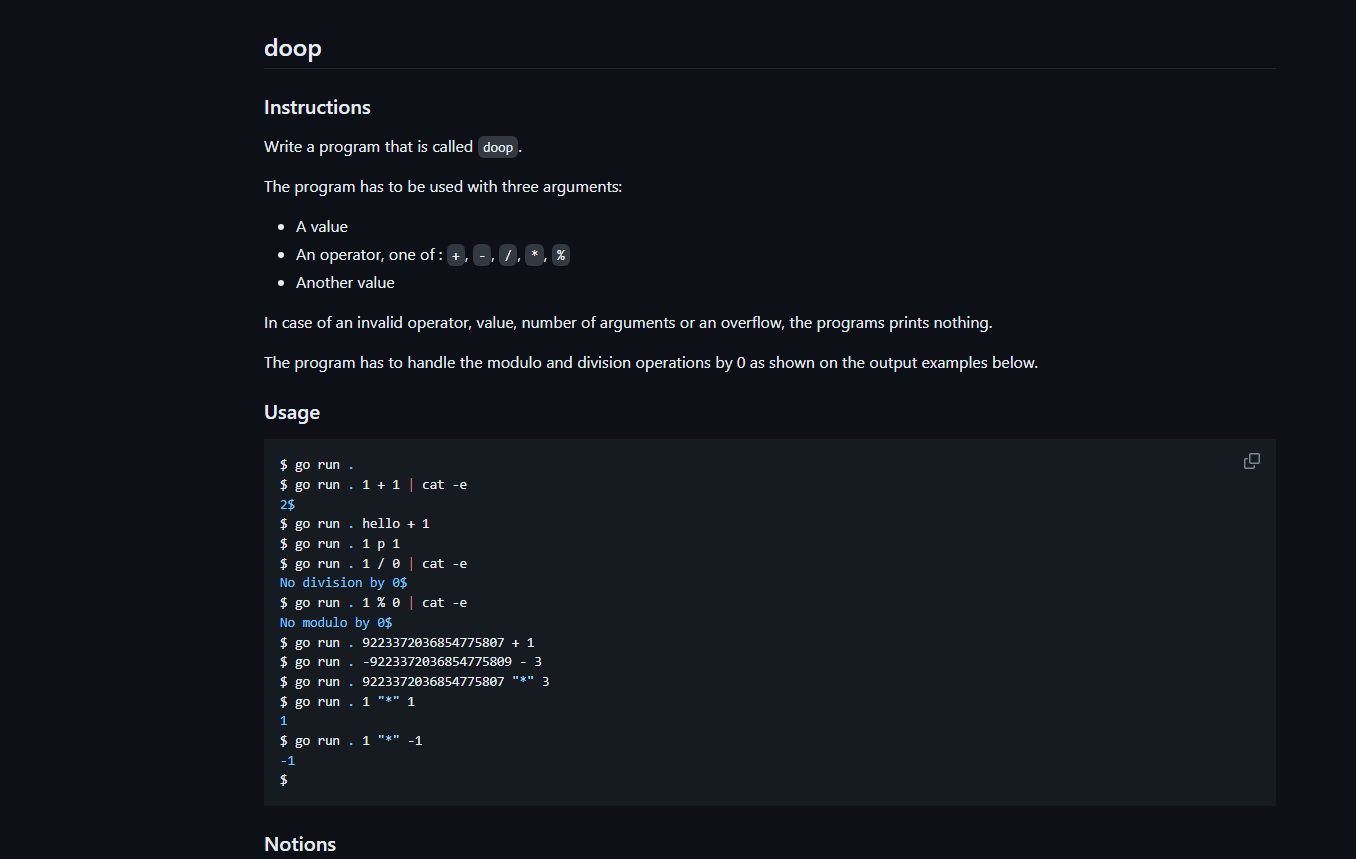 doop
Instructions
Write a program that is called doop.
The program has to be used with three arguments:
• A value
• An operator, one of : +, -, /, *, %
• Another value
In case of an invalid operator, value, number of arguments or an overflow, the programs prints nothing.
The program has to handle the modulo and division operations by 0 as shown on the output examples below.
Usage
$ go run .
$ go run . 1 + 1 | cat -e
2$
$ go run . hello + 1
$ go run . 1 p 1
$ go run . 1 / 0 | cat -e
No division by 0$
$ go run . 1 % 0 | cat -e
No modulo by 0$
$ go run . 9223372036854775807 + 1
$ go run . -9223372036854775809 - 3
$ go run . 9223372036854775807 "*" 3
$ go run . 1 "*" 1
1
$ go run . 1 "*" -1
-1
$
Notions